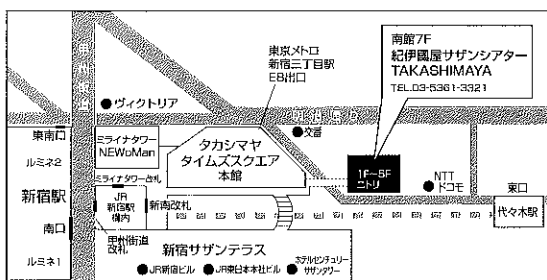 南館7F
紀伊國屋サザンシアター
TAKASHIMAYA
TEL.03-5361-3321
東京メトロ
新宿三丁目駅
E8出口
甲州街道
明治通り
ヴィクトリア
交番
東南口
ルミネ2
新宿駅
南口
ルミネ1
ミライナタワー
NEWoMan
タカシマヤ
タイムズスクエア
本館
1F〜5F
ニトリ
NTT
ドコモ
東口
代々木駅
ミライナタワー改札
JR
新宿駅
構内
新南改札
甲州街道
改札
新宿サザンテラス
JR新宿ビル
JR東日本本社ビル
ホテルセンチュリー
サザンタワー